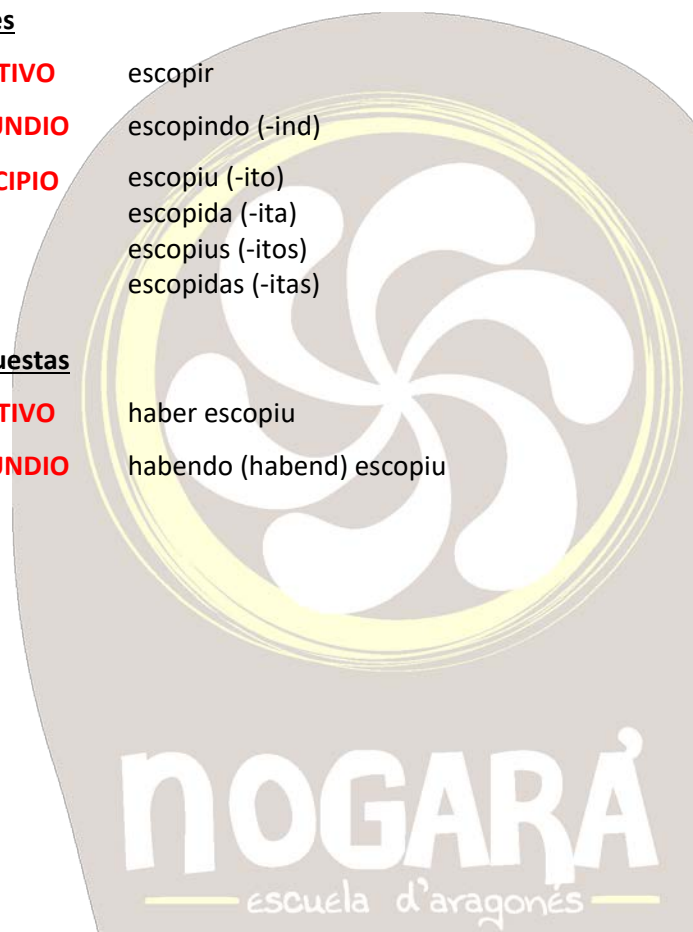 es
TIVO escopir
UNDIO escopindo (-ind)
CIPIO escopiu (-ito)
escopida (-ita)
escopius (-itos)
escopidas (-itas)
uestas
TIVO haber escopiu
UNDIO habendo (habend) escopiu
NOGARÁ
escuela d'aragonés